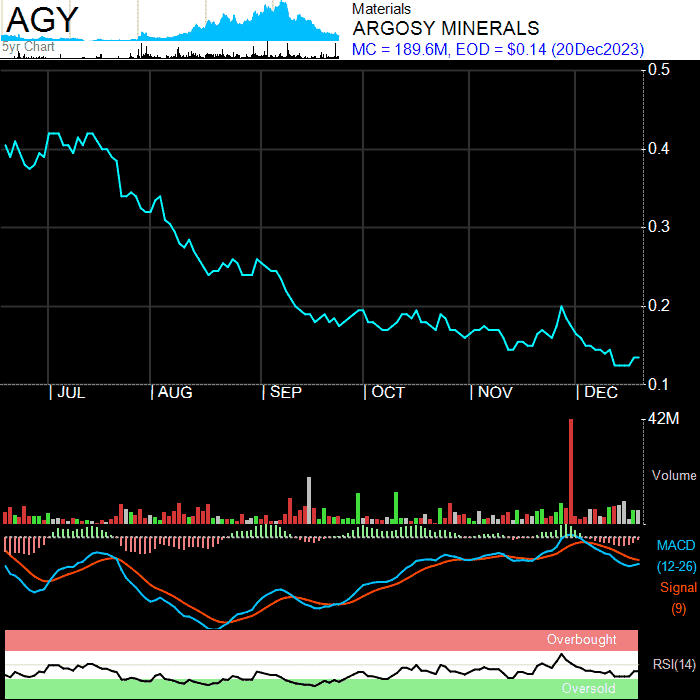 AGY
5yr Chart
Materials
ARGOSY MINERALS
MC = 189.6M, EOD = $0.14 (20Dec2023)
0.5
0.4
0.3
0.2
0.1
| JUL | AUG | SEP | OCT | NOV | DEC
42M
Volume
MACD
(12-26)
Signal
(9)
Overbought
RSI(14)
Oversold